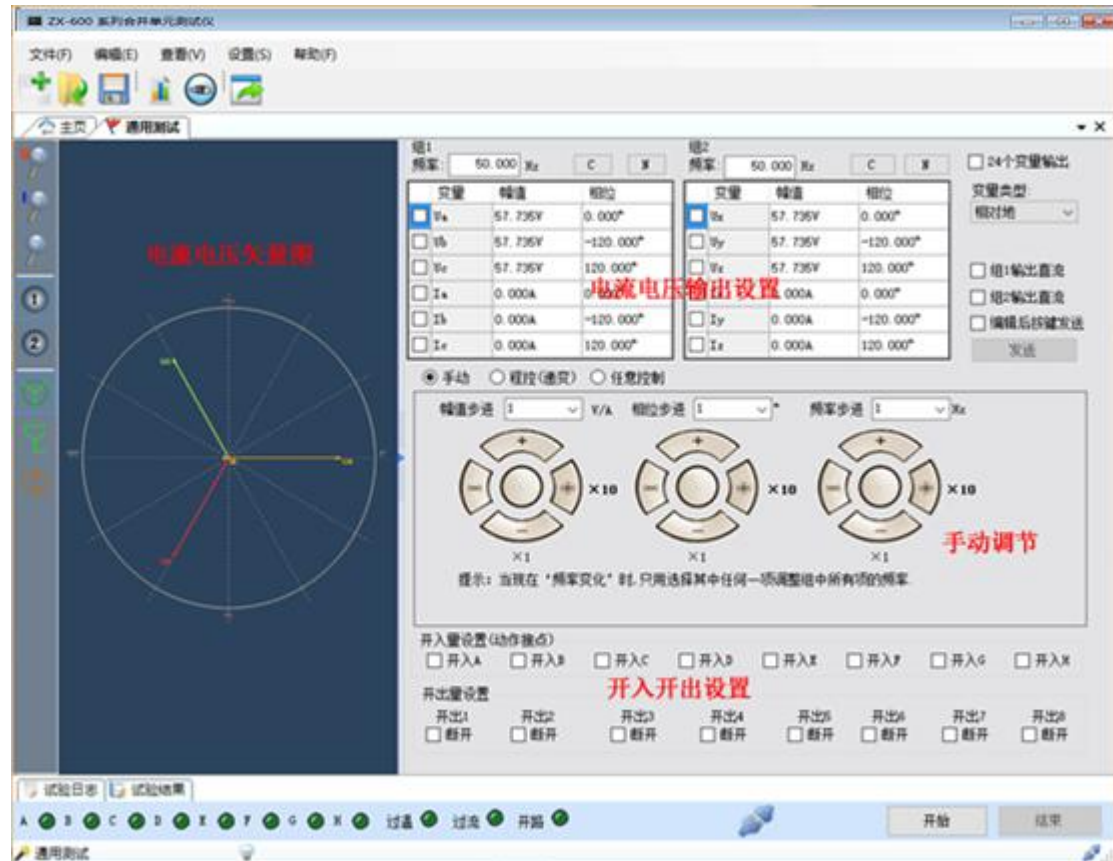 ZX-600 系列合并单元测试仪
文件(F) 编辑(E) 查看(V) 设置(S) 帮助(F)
主页 通用测试
电流电压矢量图
组1
频率: 50.000 Hz C N
变量 幅值 相位
Ua 57.735V 0.000°
Ub 57.735V -120.000°
Uc 57.735V 120.000°
Ia 0.000A
Ib 0.000A -120.000°
Ic 0.000A 120.000°
组2
频率: 50.000 Hz C N
变量 幅值 相位
Ux 57.735V 0.000°
Uy 57.735V -120.000°
Uz 57.735V 120.000°
0.000A 0.000°
Iy 0.000A -120.000°
Iz 0.000A 120.000°
电流电压输出设置
24个变量输出
变量类型:
相对地
组1输出直流
组2输出直流
编辑后按键发送
发送
手动 程控(递变) 任意控制
幅值步进 1 V/A 相位步进 1 ° 频率步进 1 Hz
×10 ×10 ×10
×1 ×1 ×1
手动调节
提示: 当现在“频率变化”时,只用选择其中任何一项调整组中所有项的频率.
开入量设置(动作接点)
开入A 开入B 开入C 开入D 开入E 开入F 开入G 开入H
开入开出设置
开出量设置
开出1 开出2 开出3 开出4 开出5 开出6 开出7 开出8
断开 断开 断开 断开 断开 断开 断开 断开
试验日志 试验结果
A B C D E F G H 过温 过流 开路 开始 结束
通用测试